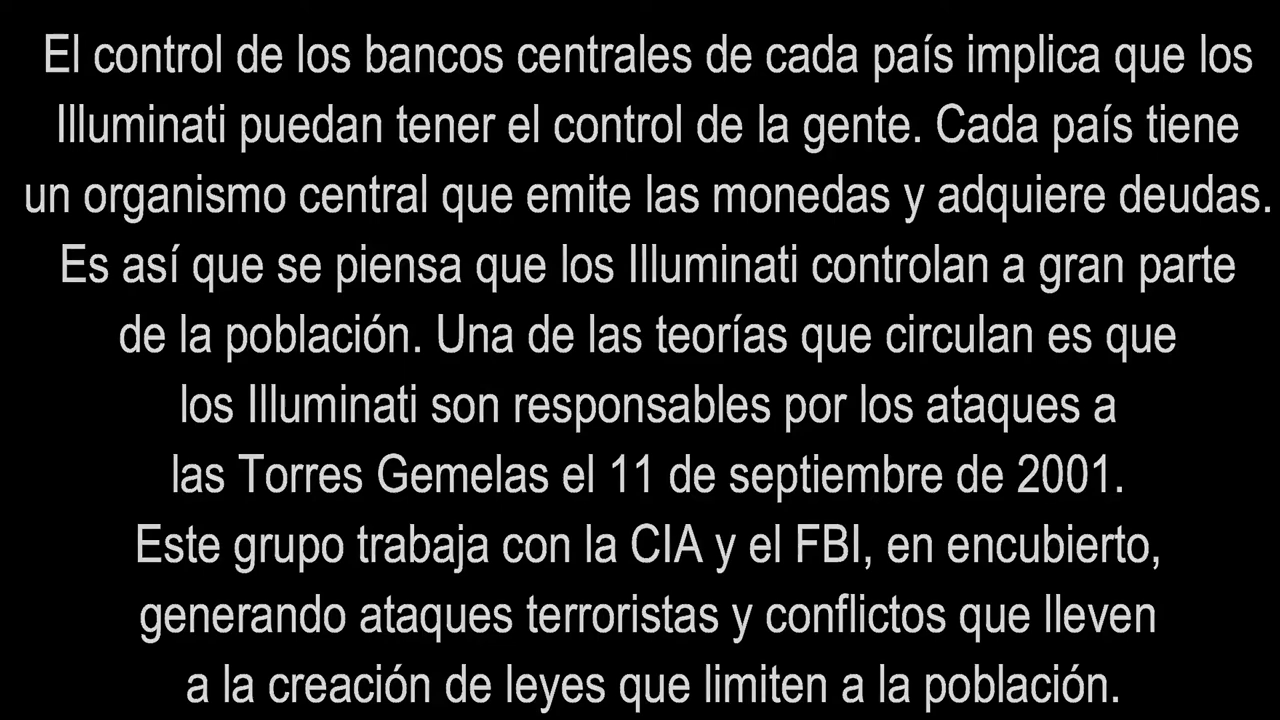 El control de los bancos centrales de cada país implica que los
Illuminati puedan tener el control de la gente. Cada país tiene
un organismo central que emite las monedas y adquiere deudas.
Es así que se piensa que los Illuminati controlan a gran parte
de la población. Una de las teorías que circulan es que
los Illuminati son responsables por los ataques a
las Torres Gemelas el 11 de septiembre de 2001.
Este grupo trabaja con la CIA y el FBI, en encubierto,
generando ataques terroristas y conflictos que lleven
a la creación de leyes que limiten a la población.